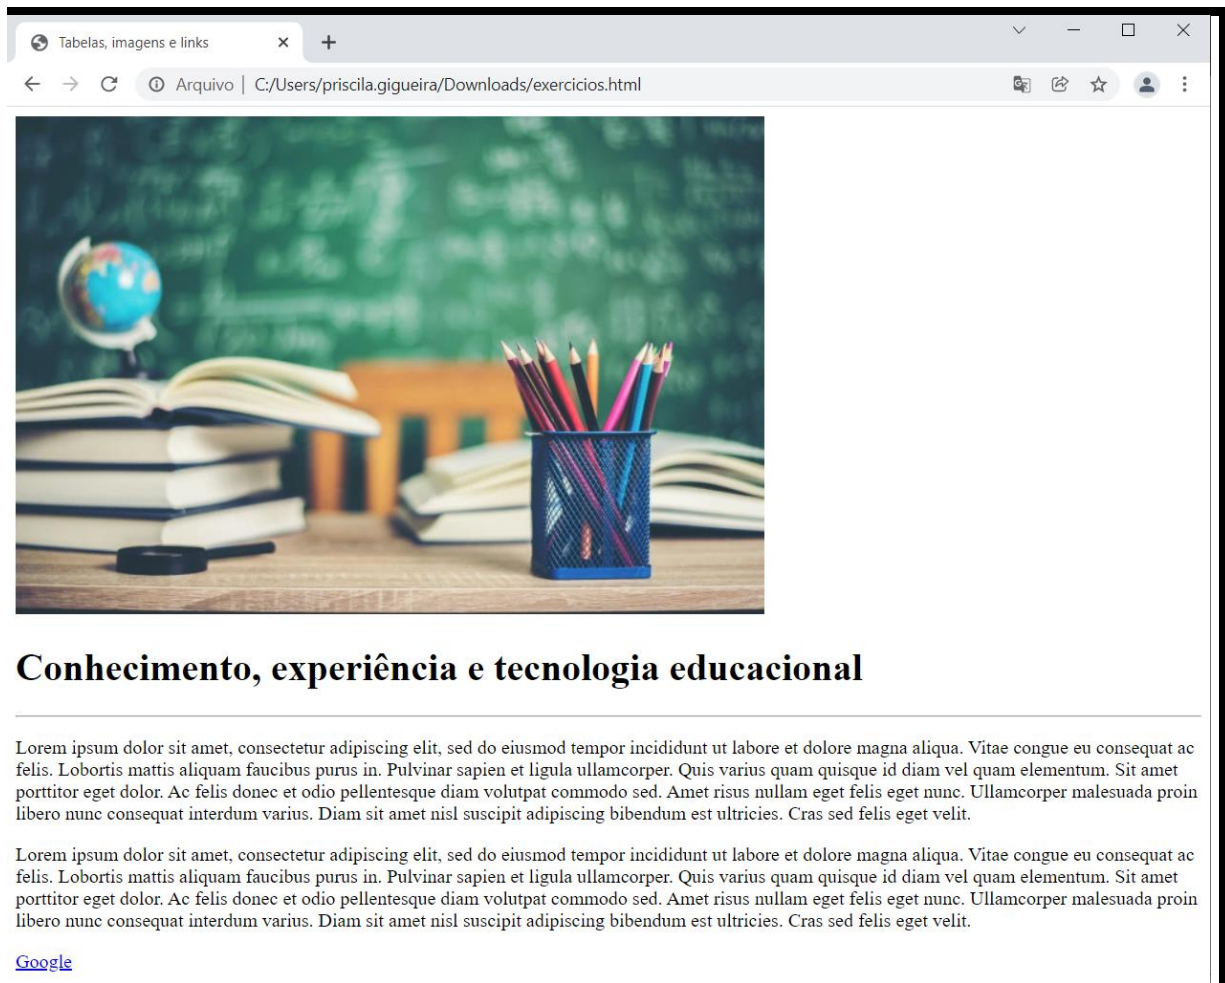 Tabelas, imagens e links
Arquivo | C:/Users/priscila.gigueira/Downloads/exercicios.html
Conhecimento, experiência e tecnologia educacional
Lorem ipsum dolor sit amet, consectetur adipiscing elit, sed do eiusmod tempor incididunt ut labore et dolore magna aliqua. Vitae congue eu consequat ac
felis. Lobortis mattis aliquam faucibus purus in. Pulvinar sapien et ligula ullamcorper. Quis varius quam quisque id diam vel quam elementum. Sit amet
porttitor eget dolor. Ac felis donec et odio pellentesque diam volutpat commodo sed. Amet risus nullam eget felis eget nunc. Ullamcorper malesuada proin
libero nunc consequat interdum varius. Diam sit amet nisl suscipit adipiscing bibendum est ultricies. Cras sed felis eget velit.
Lorem ipsum dolor sit amet, consectetur adipiscing elit, sed do eiusmod tempor incididunt ut labore et dolore magna aliqua. Vitae congue eu consequat ac
felis. Lobortis mattis aliquam faucibus purus in. Pulvinar sapien et ligula ullamcorper. Quis varius quam quisque id diam vel quam elementum. Sit amet
porttitor eget dolor. Ac felis donec et odio pellentesque diam volutpat commodo sed. Amet risus nullam eget felis eget nunc. Ullamcorper malesuada proin
libero nunc consequat interdum varius. Diam sit amet nisl suscipit adipiscing bibendum est ultricies. Cras sed felis eget velit.
Google